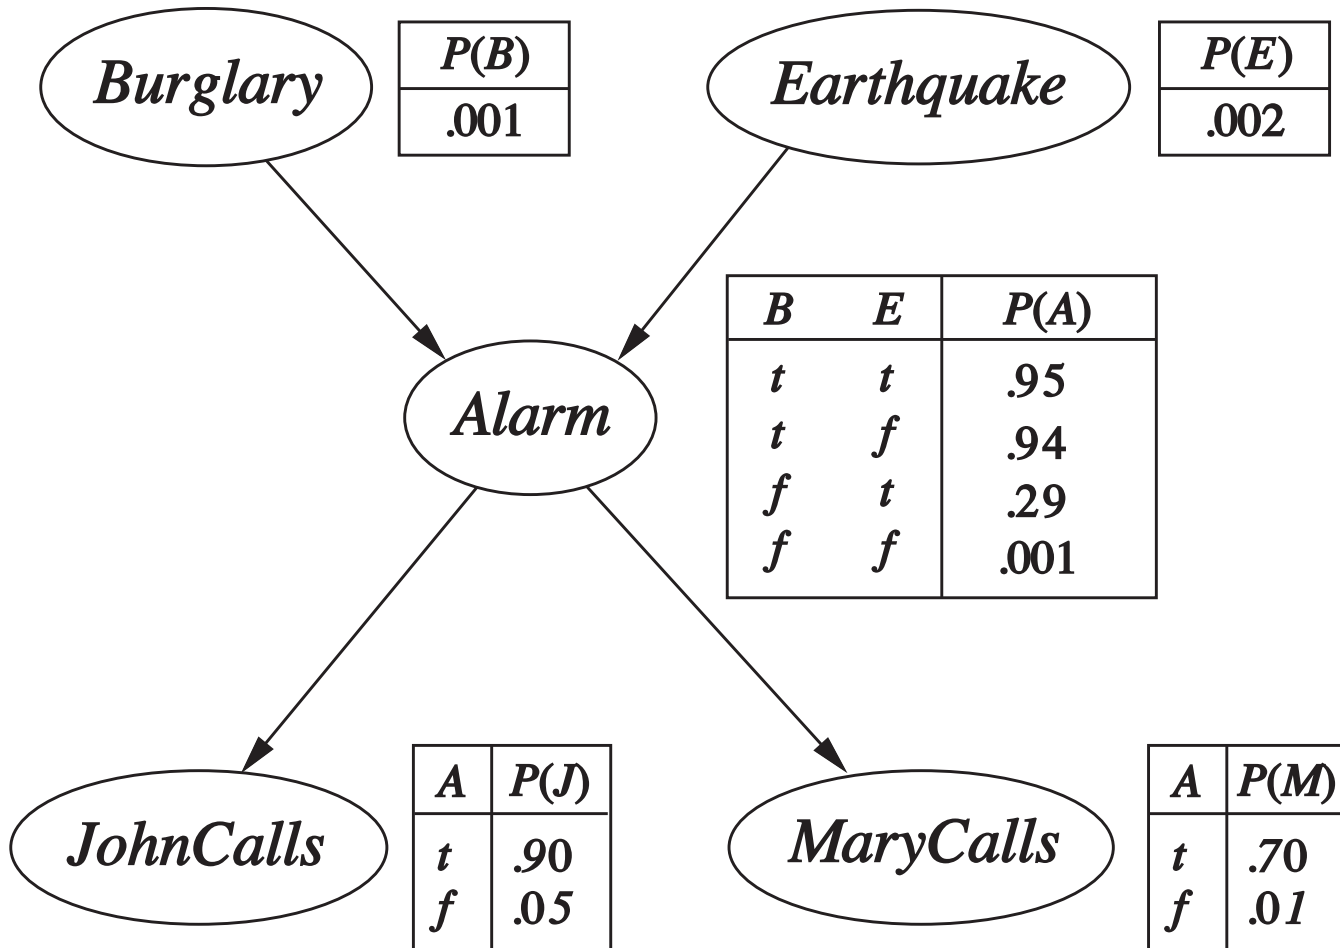 Burglary
P(B)
.001
Earthquake
P(E)
.002
B E P(A)
t t .95
t f .94
f t .29
f f .001
Alarm
JohnCalls
A P(J)
t .90
f .05
MaryCalls
A P(M)
t .70
f .01